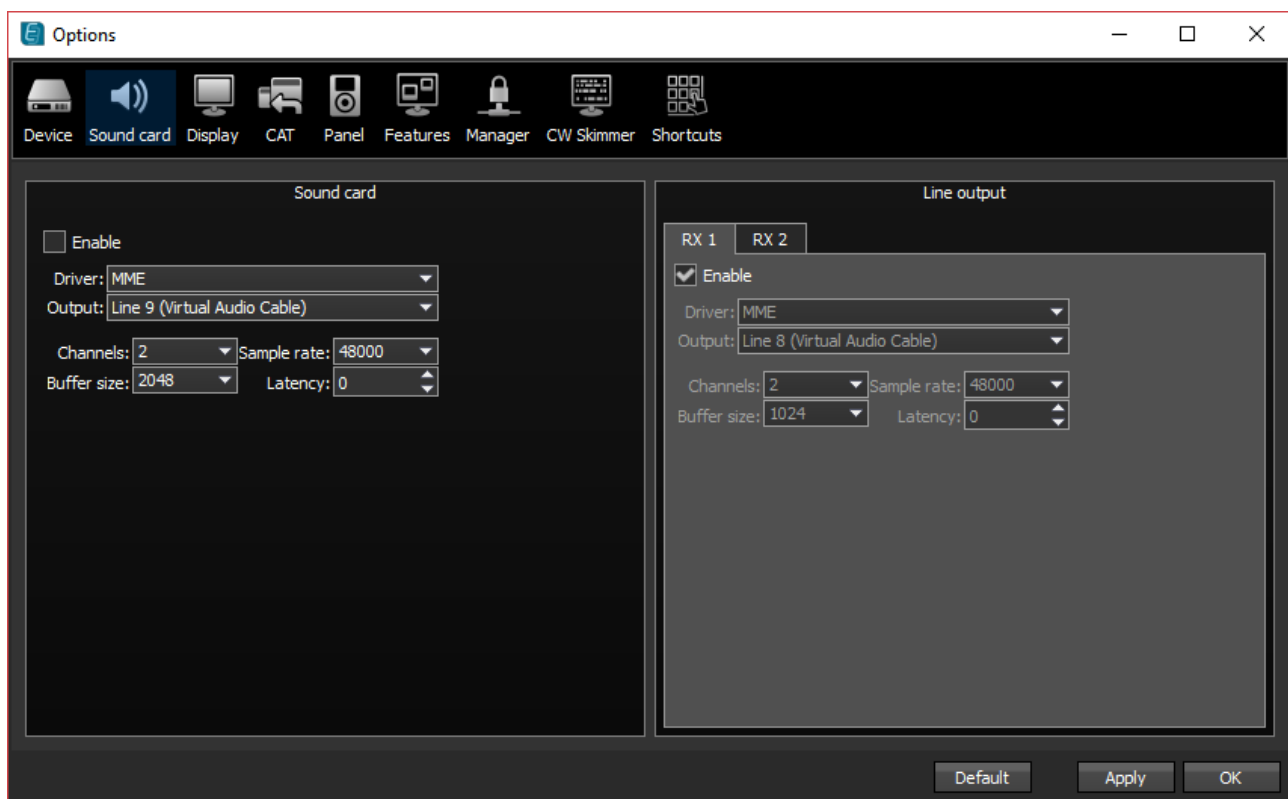 Options
Device Sound card Display CAT Panel Features Manager CW Skimmer Shortcuts
Sound card
Enable
Driver: MME
Output: Line 9 (Virtual Audio Cable)
Channels: 2 Sample rate: 48000
Buffer size: 2048 Latency: 0
Line output
RX 1 RX 2
Enable
Driver: MME
Output: Line 8 (Virtual Audio Cable)
Channels: 2 Sample rate: 48000
Buffer size: 1024 Latency: 0
Default Apply OK